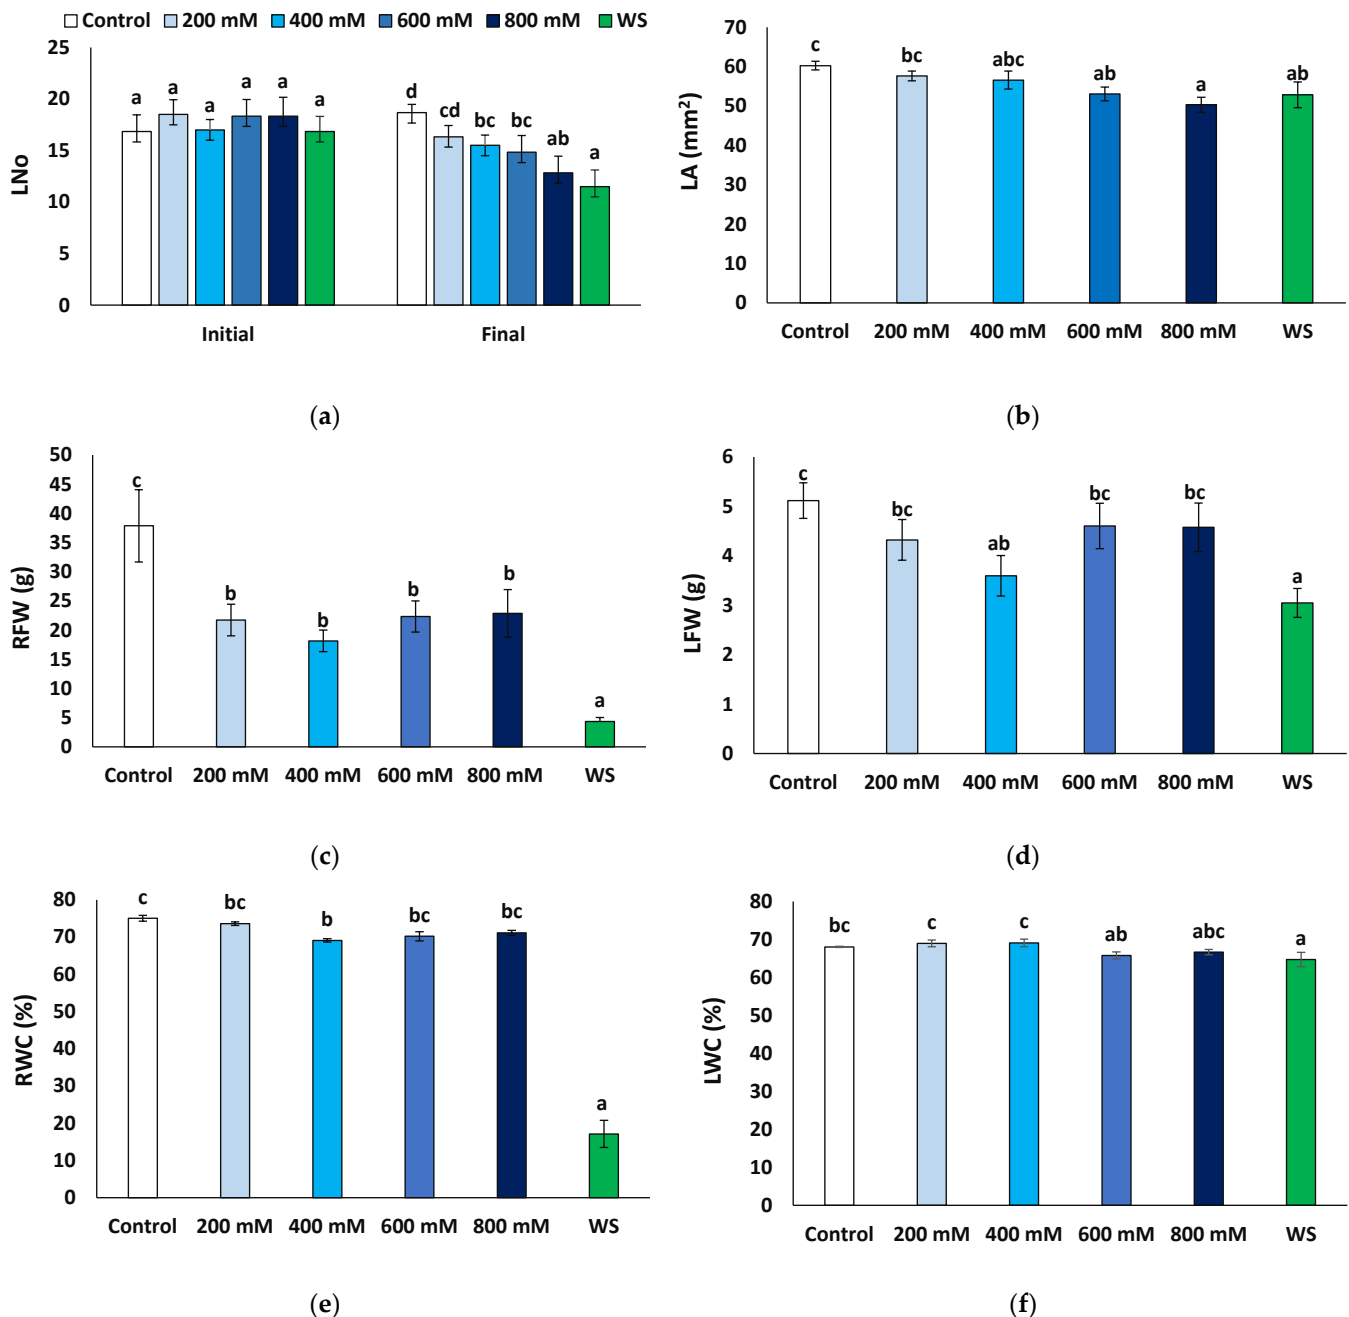 Control 200 mM 400 mM 600 mM 800 mM WS
LNo
25
20
15
10
5
0
a a a a a a
d cd bc bc ab a
Initial Final
(a)
LA (mm²)
70
60
50
40
30
20
10
0
c bc abc ab a ab
Control 200 mM 400 mM 600 mM 800 mM WS
(b)
RFW (g)
50
45
40
35
30
25
20
15
10
5
0
c b b b b a
Control 200 mM 400 mM 600 mM 800 mM WS
(c)
LFW (g)
6
5
4
3
2
1
0
c bc ab bc bc a
Control 200 mM 400 mM 600 mM 800 mM WS
(d)
RWC (%)
80
70
60
50
40
30
20
10
0
c bc b bc bc a
Control 200 mM 400 mM 600 mM 800 mM WS
(e)
LWC (%)
80
70
60
50
40
30
20
10
0
bc c c ab abc a
Control 200 mM 400 mM 600 mM 800 mM WS
(f)